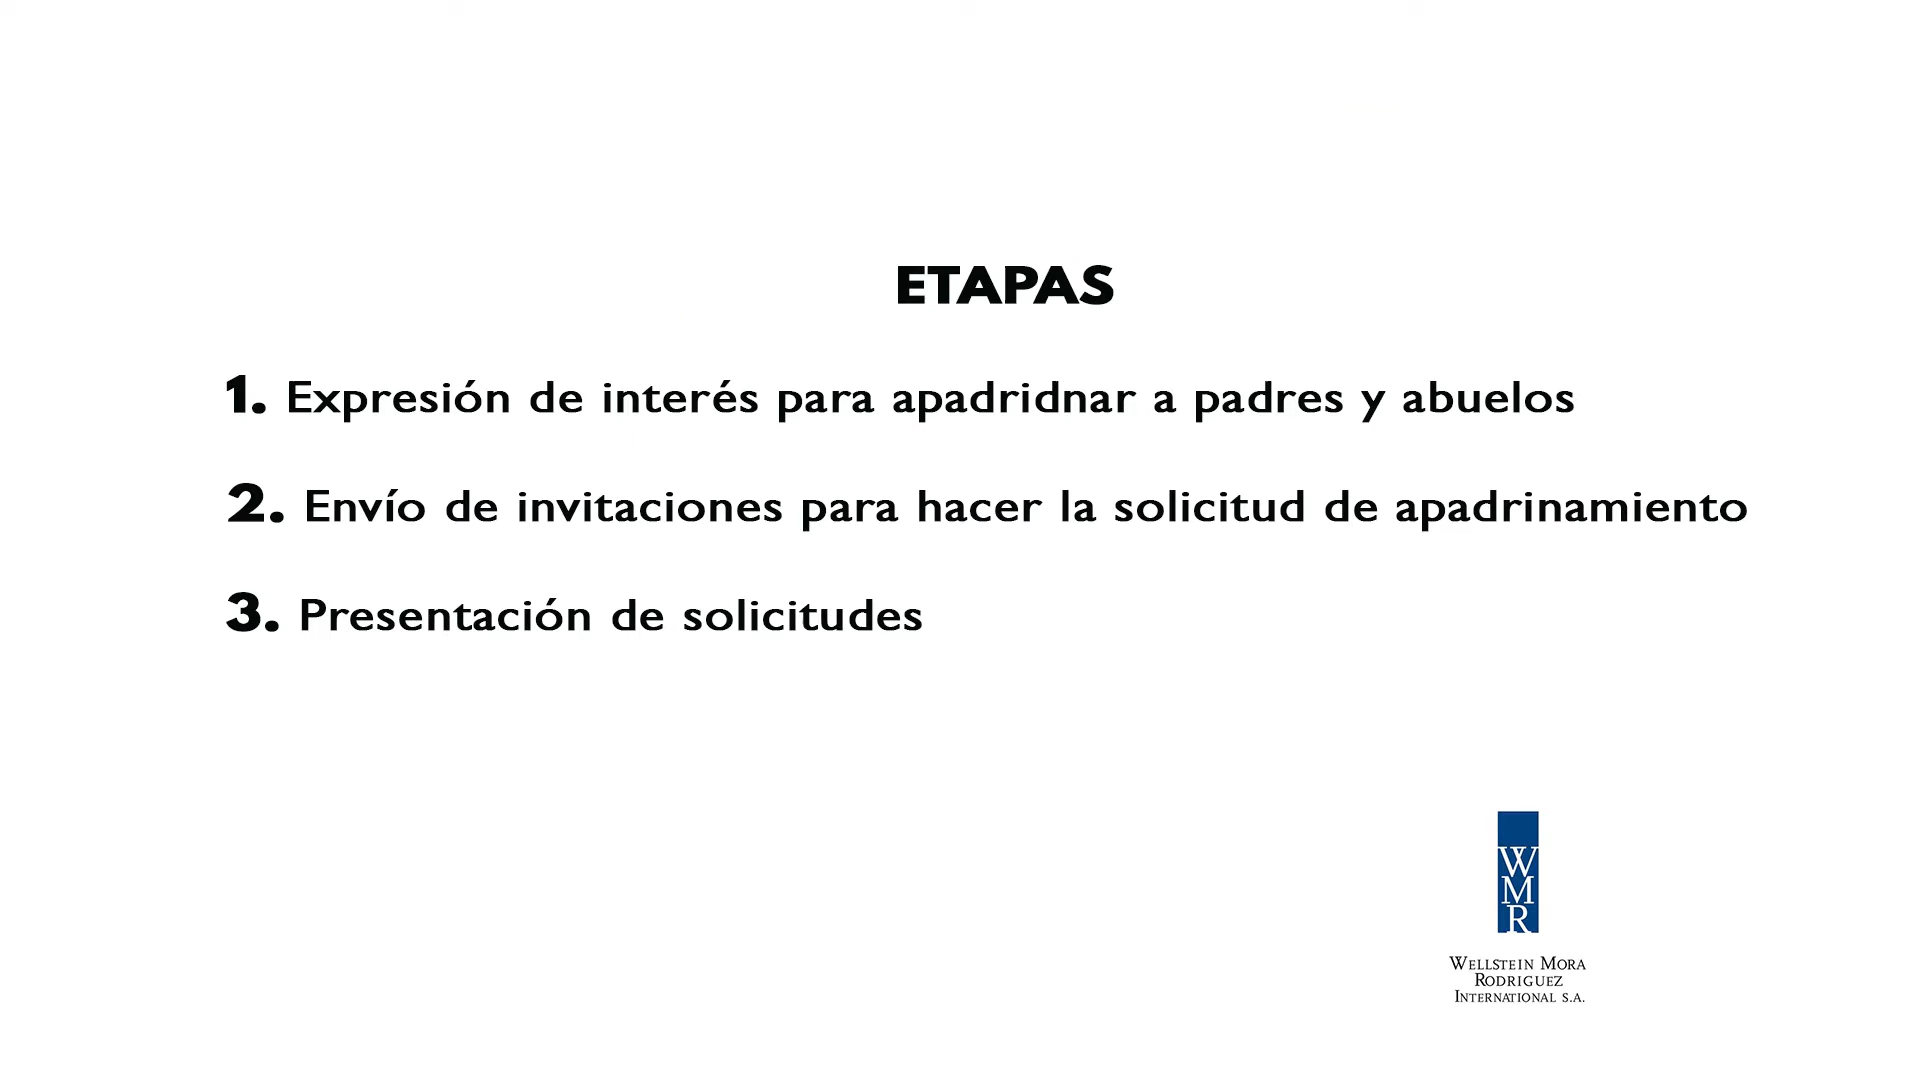 ETAPAS
1. Expresión de interés para apadridnar a padres y abuelos
2. Envío de invitaciones para hacer la solicitud de apadrinamiento
3. Presentación de solicitudes
W
M
R
WELLSTEIN MORA
RODRIGUEZ
INTERNATIONAL S.A.